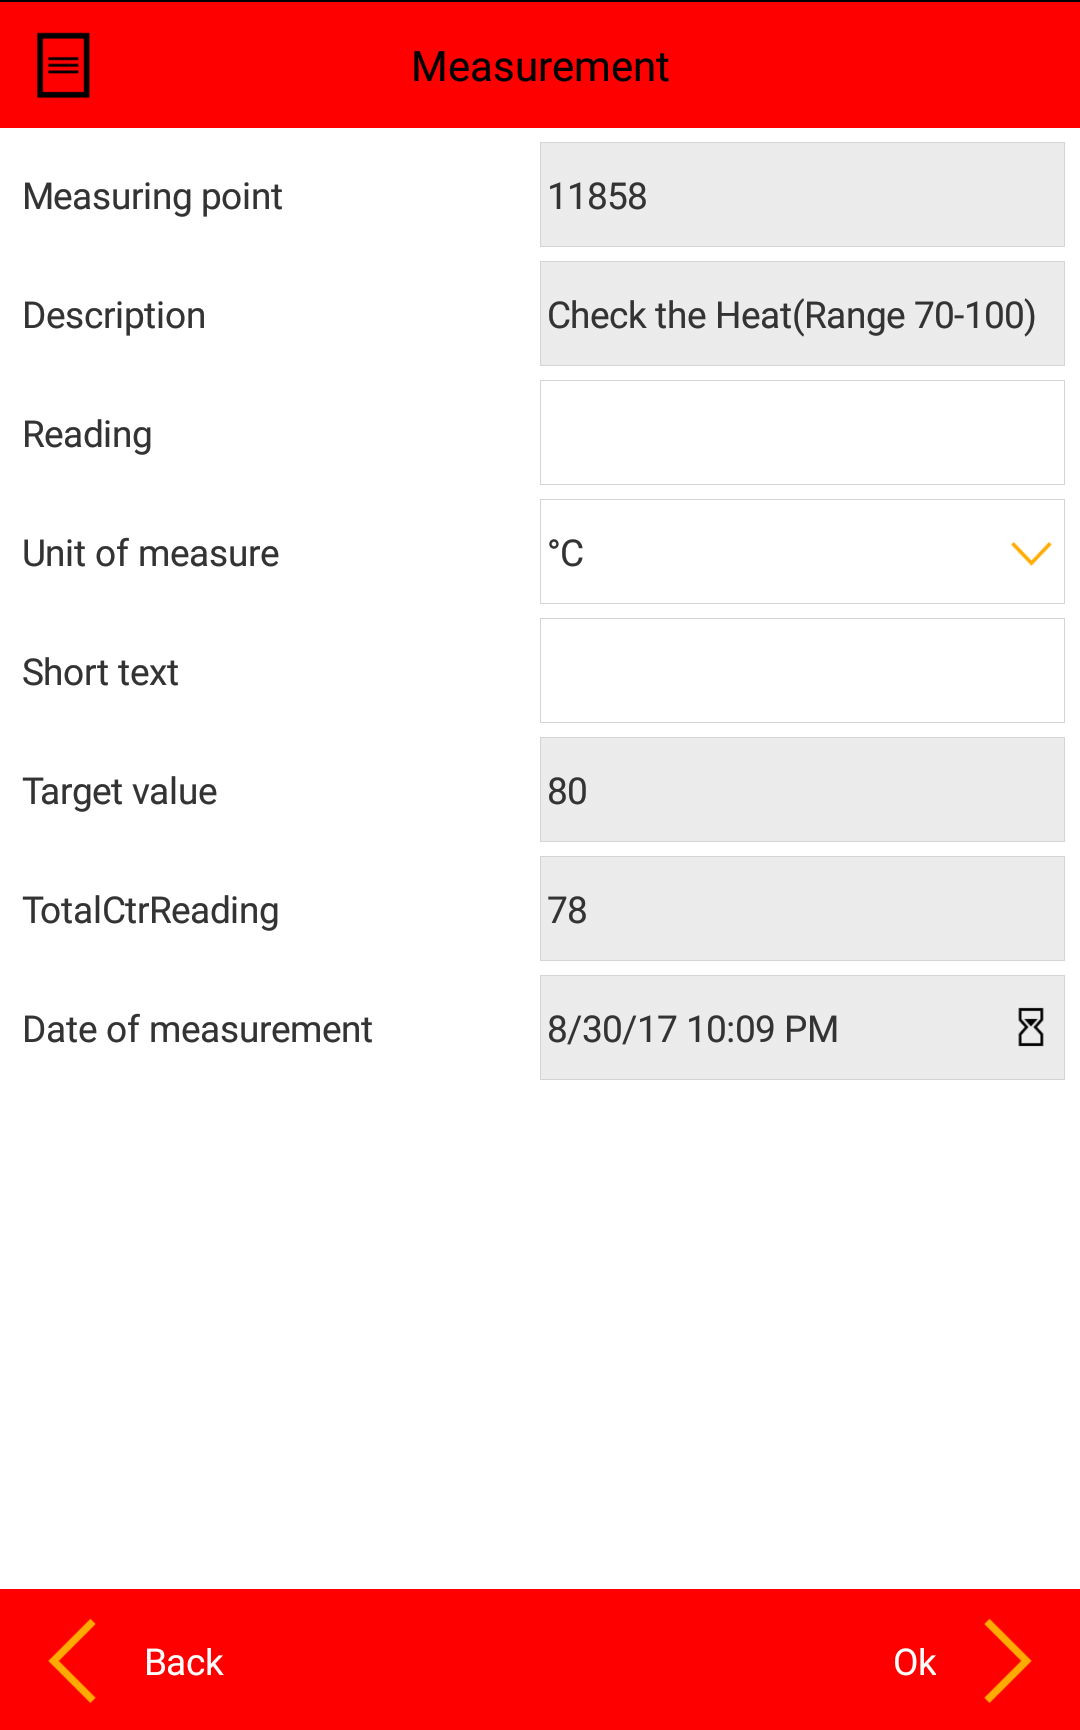 Measurement
Measuring point 11858
Description Check the Heat(Range 70-100)
Reading
Unit of measure °C
Short text
Target value 80
TotalCtrReading 78
Date of measurement 8/30/17 10:09 PM
Back Ok